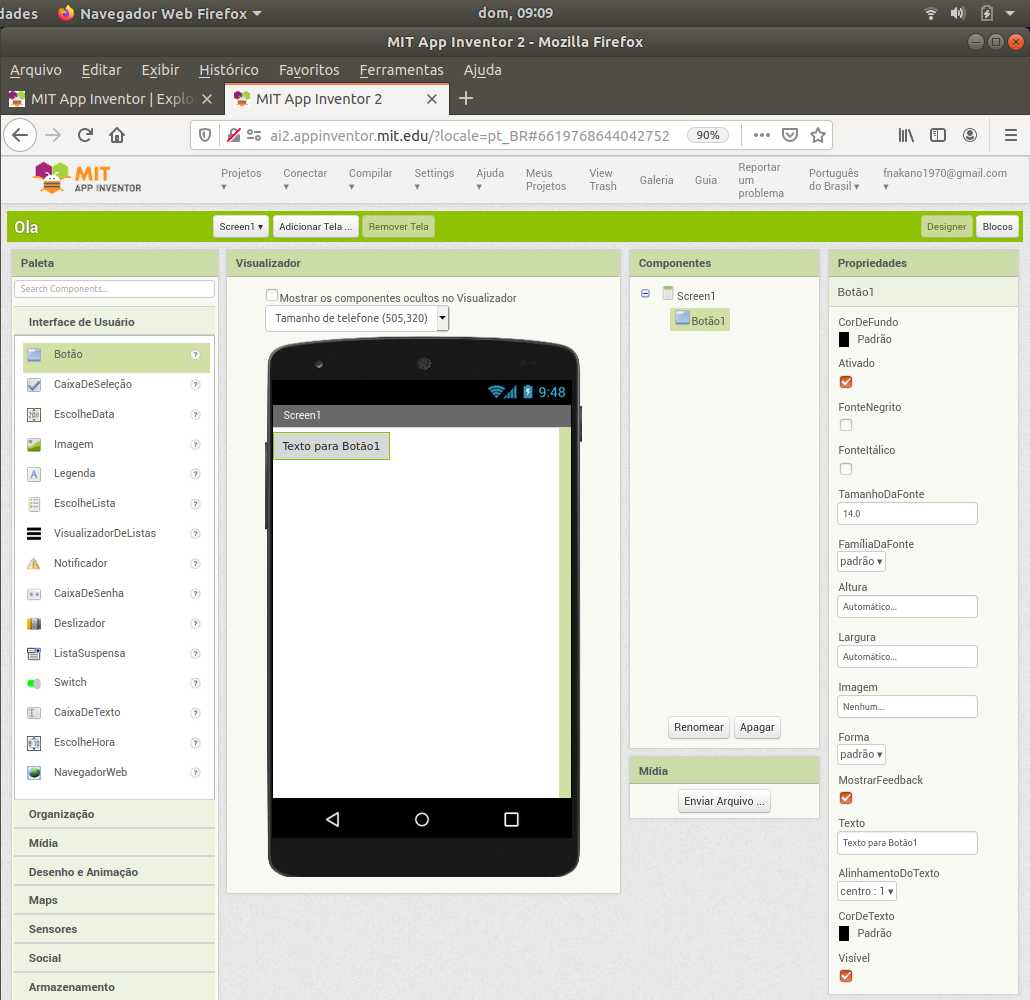 dades
Navegador Web Firefox
dom, 09:09
MIT App Inventor 2 - Mozilla Firefox
Arquivo Editar Exibir Histórico Favoritos Ferramentas Ajuda
MIT App Inventor | Explo
MIT App Inventor 2
ai2.appinventor.mit.edu/?locale=pt_BR#6619768644042752
90%
MIT
APP INVENTOR
Projetos
Conectar
Compilar
Settings
Ajuda
Meus
Projetos
View
Trash
Galeria
Guia
Reportar
um
problema
Português
do Brasil
fnakano1970@gmail.com
Ola
Screen1
Adicionar Tela ...
Remover Tela
Designer
Blocos
Paleta
Search Components...
Interface de Usuário
Botão ?
CaixaDeSeleção ?
EscolheData ?
Imagem ?
Legenda ?
EscolheLista ?
VisualizadorDeListas ?
Notificador ?
CaixaDeSenha ?
Deslizador ?
ListaSuspensa ?
Switch ?
CaixaDeTexto ?
EscolheHora ?
NavegadorWeb ?
Organização
Mídia
Desenho e Animação
Maps
Sensores
Social
Armazenamento
Visualizador
Mostrar os componentes ocultos no Visualizador
Tamanho de telefone (505,320)
9:48
Screen1
Texto para Botão1
Componentes
Screen1
Botão1
Renomear
Apagar
Mídia
Enviar Arquivo ...
Propriedades
Botão1
CorDeFundo
Padrão
Ativado
FonteNegrito
FonteItálico
TamanhoDaFonte
14.0
FamíliaDaFonte
padrão
Altura
Automático...
Largura
Automático...
Imagem
Nenhum...
Forma
padrão
MostrarFeedback
Texto
Texto para Botão1
AlinhamentoDoTexto
centro : 1
CorDeTexto
Padrão
Visível